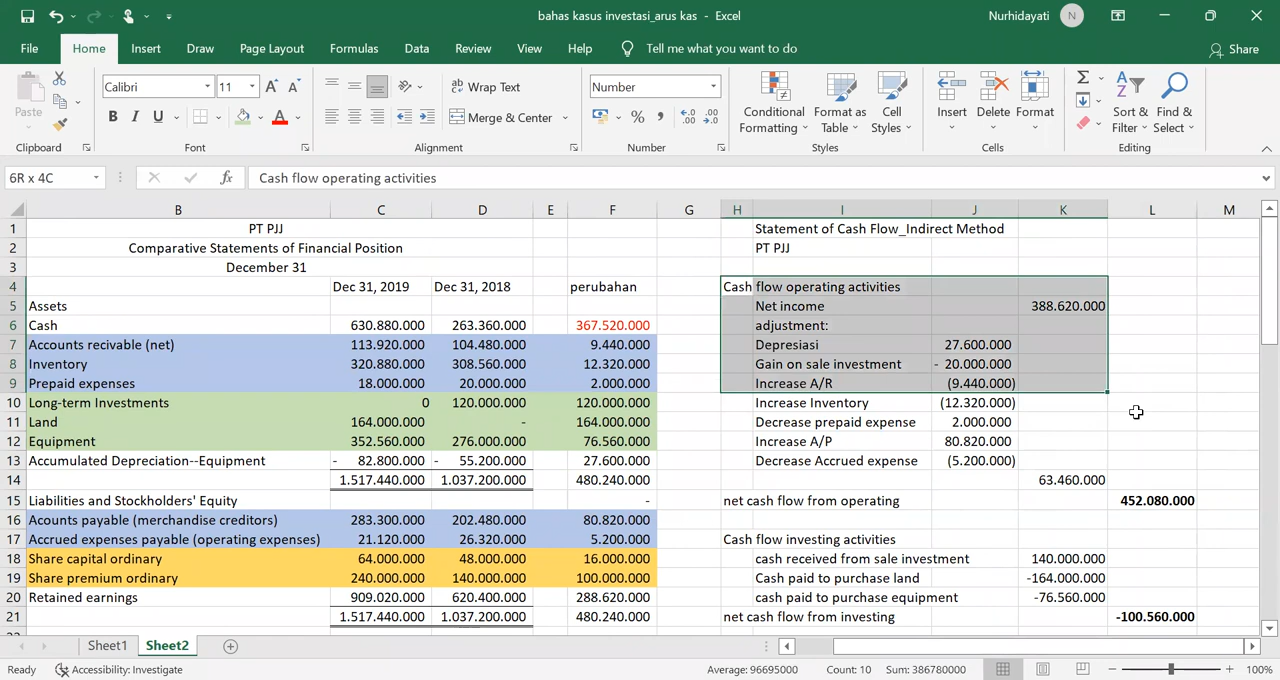 bahas kasus investasi_arus kas - Excel
Nurhidayati N
File Home Insert Draw Page Layout Formulas Data Review View Help Tell me what you want to do Share
Paste Calibri 11 Wrap Text Number Conditional Formatting Format as Table Cell Styles Insert Delete Format Sort & Filter Find & Select
B I U Merge & Center
Clipboard Font Alignment Number Styles Cells Editing
6R x 4C fx Cash flow operating activities
B C D E F G H I J K L M
1 PT PJJ Statement of Cash Flow_Indirect Method
2 Comparative Statements of Financial Position PT PJJ
3 December 31
4 Dec 31, 2019 Dec 31, 2018 perubahan Cash flow operating activities
5 Assets Net income 388.620.000
6 Cash 630.880.000 263.360.000 367.520.000 adjustment:
7 Accounts recivable (net) 113.920.000 104.480.000 9.440.000 Depresiasi 27.600.000
8 Inventory 320.880.000 308.560.000 12.320.000 Gain on sale investment - 20.000.000
9 Prepaid expenses 18.000.000 20.000.000 2.000.000 Increase A/R (9.440.000)
10 Long-term Investments 0 120.000.000 120.000.000 Increase Inventory (12.320.000)
11 Land 164.000.000 - 164.000.000 Decrease prepaid expense 2.000.000
12 Equipment 352.560.000 276.000.000 76.560.000 Increase A/P 80.820.000
13 Accumulated Depreciation--Equipment - 82.800.000 - 55.200.000 27.600.000 Decrease Accrued expense (5.200.000)
14 1.517.440.000 1.037.200.000 480.240.000 63.460.000
15 Liabilities and Stockholders' Equity - net cash flow from operating 452.080.000
16 Acounts payable (merchandise creditors) 283.300.000 202.480.000 80.820.000
17 Accrued expenses payable (operating expenses) 21.120.000 26.320.000 5.200.000 Cash flow investing activities
18 Share capital ordinary 64.000.000 48.000.000 16.000.000 cash received from sale investment 140.000.000
19 Share premium ordinary 240.000.000 140.000.000 100.000.000 Cash paid to purchase land -164.000.000
20 Retained earnings 909.020.000 620.400.000 288.620.000 cash paid to purchase equipment -76.560.000
21 1.517.440.000 1.037.200.000 480.240.000 net cash flow from investing -100.560.000
Sheet1 Sheet2
Ready Accessibility: Investigate Average: 96695000 Count: 10 Sum: 386780000 100%